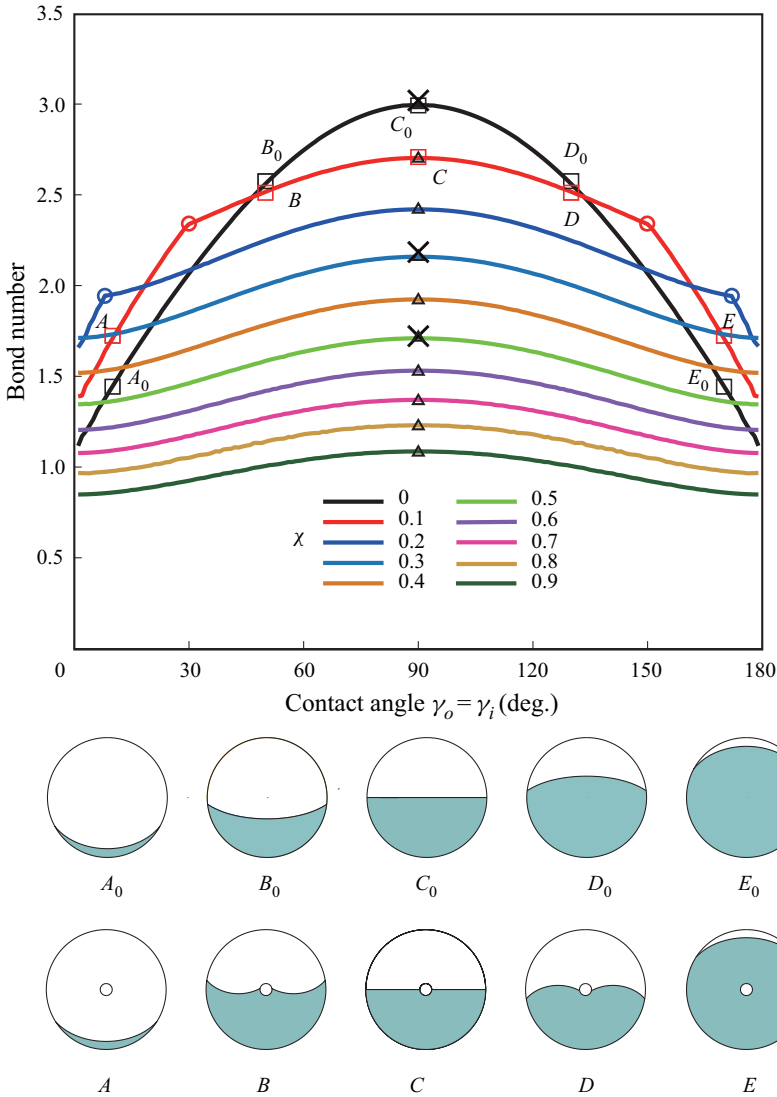 3.5
3.0
2.5
2.0
1.5
1.0
0.5
0 30 60 90 120 150 180
Bond number
Contact angle γo = γi (deg.)
B0
C0
D0
B
C
D
A
E
A0
E0
χ
0 0.5
0.1 0.6
0.2 0.7
0.3 0.8
0.4 0.9
A0 B0 C0 D0 E0
A B C D E